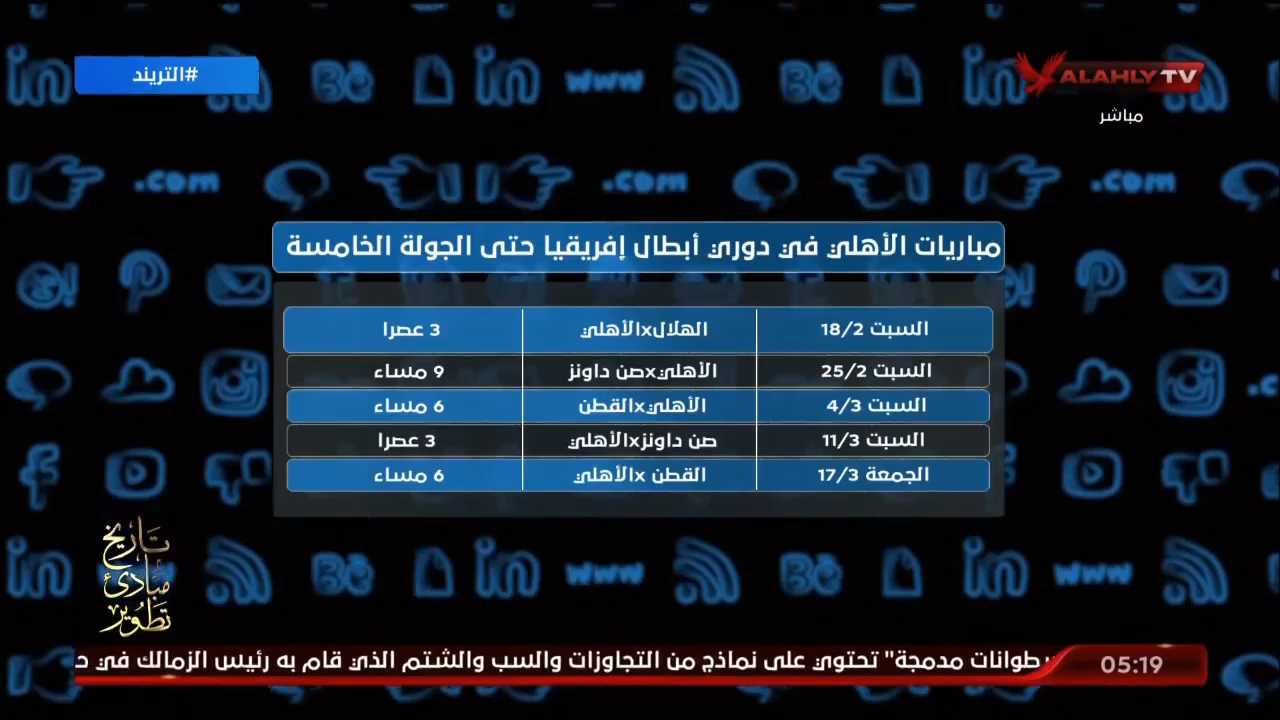 #التريند
ALAHLY TV
مباشر
مباريات الأهلي في دوري أبطال إفريقيا حتى الجولة الخامسة
السبت 18/2 الهلالxالأهلي 3 عصرا
السبت 25/2 الأهليxصن داونز 9 مساء
السبت 4/3 الأهليxالقطن 6 مساء
السبت 11/3 صن داونزxالأهلي 3 عصرا
الجمعة 17/3 القطن xالأهلي 6 مساء
تاريخ
مبادئ
تطوير
مدمجة" تحتوي على نماذج من التجاوزات والسب والشتم الذي قام به رئيس الزمالك في
05:19